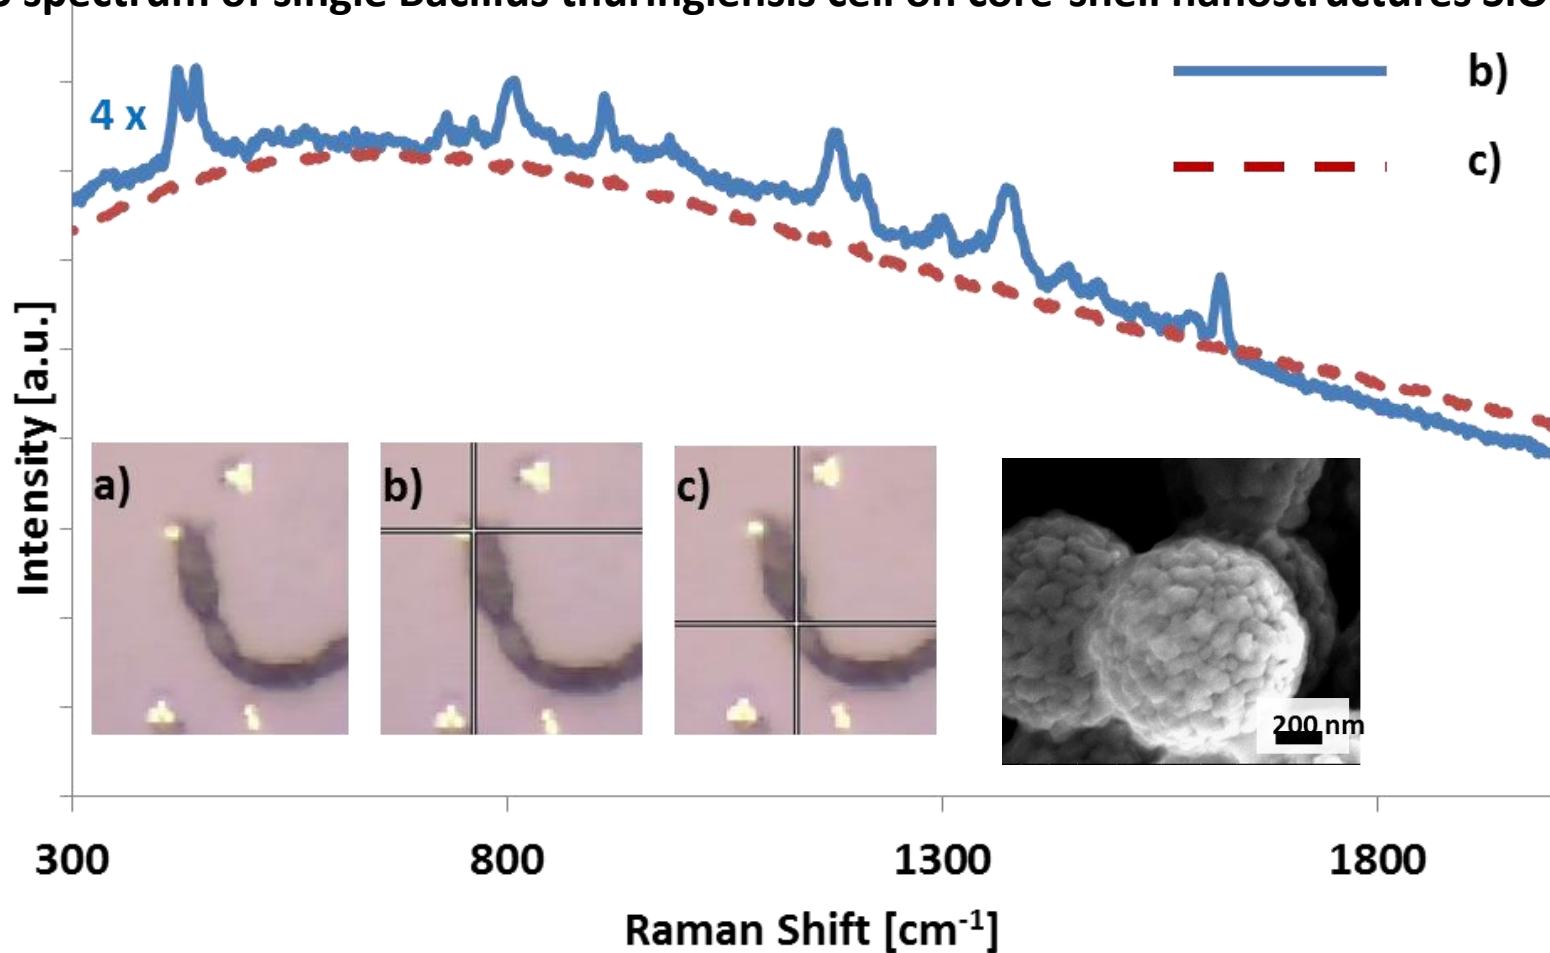 spectrum of single Bacillus thuringiensis cell on core-shell nanostructures
b)
4 x
c)
Intensity [a.u.]
a)
b)
c)
200 nm
300
800
1300
1800
Raman Shift [cm-1]